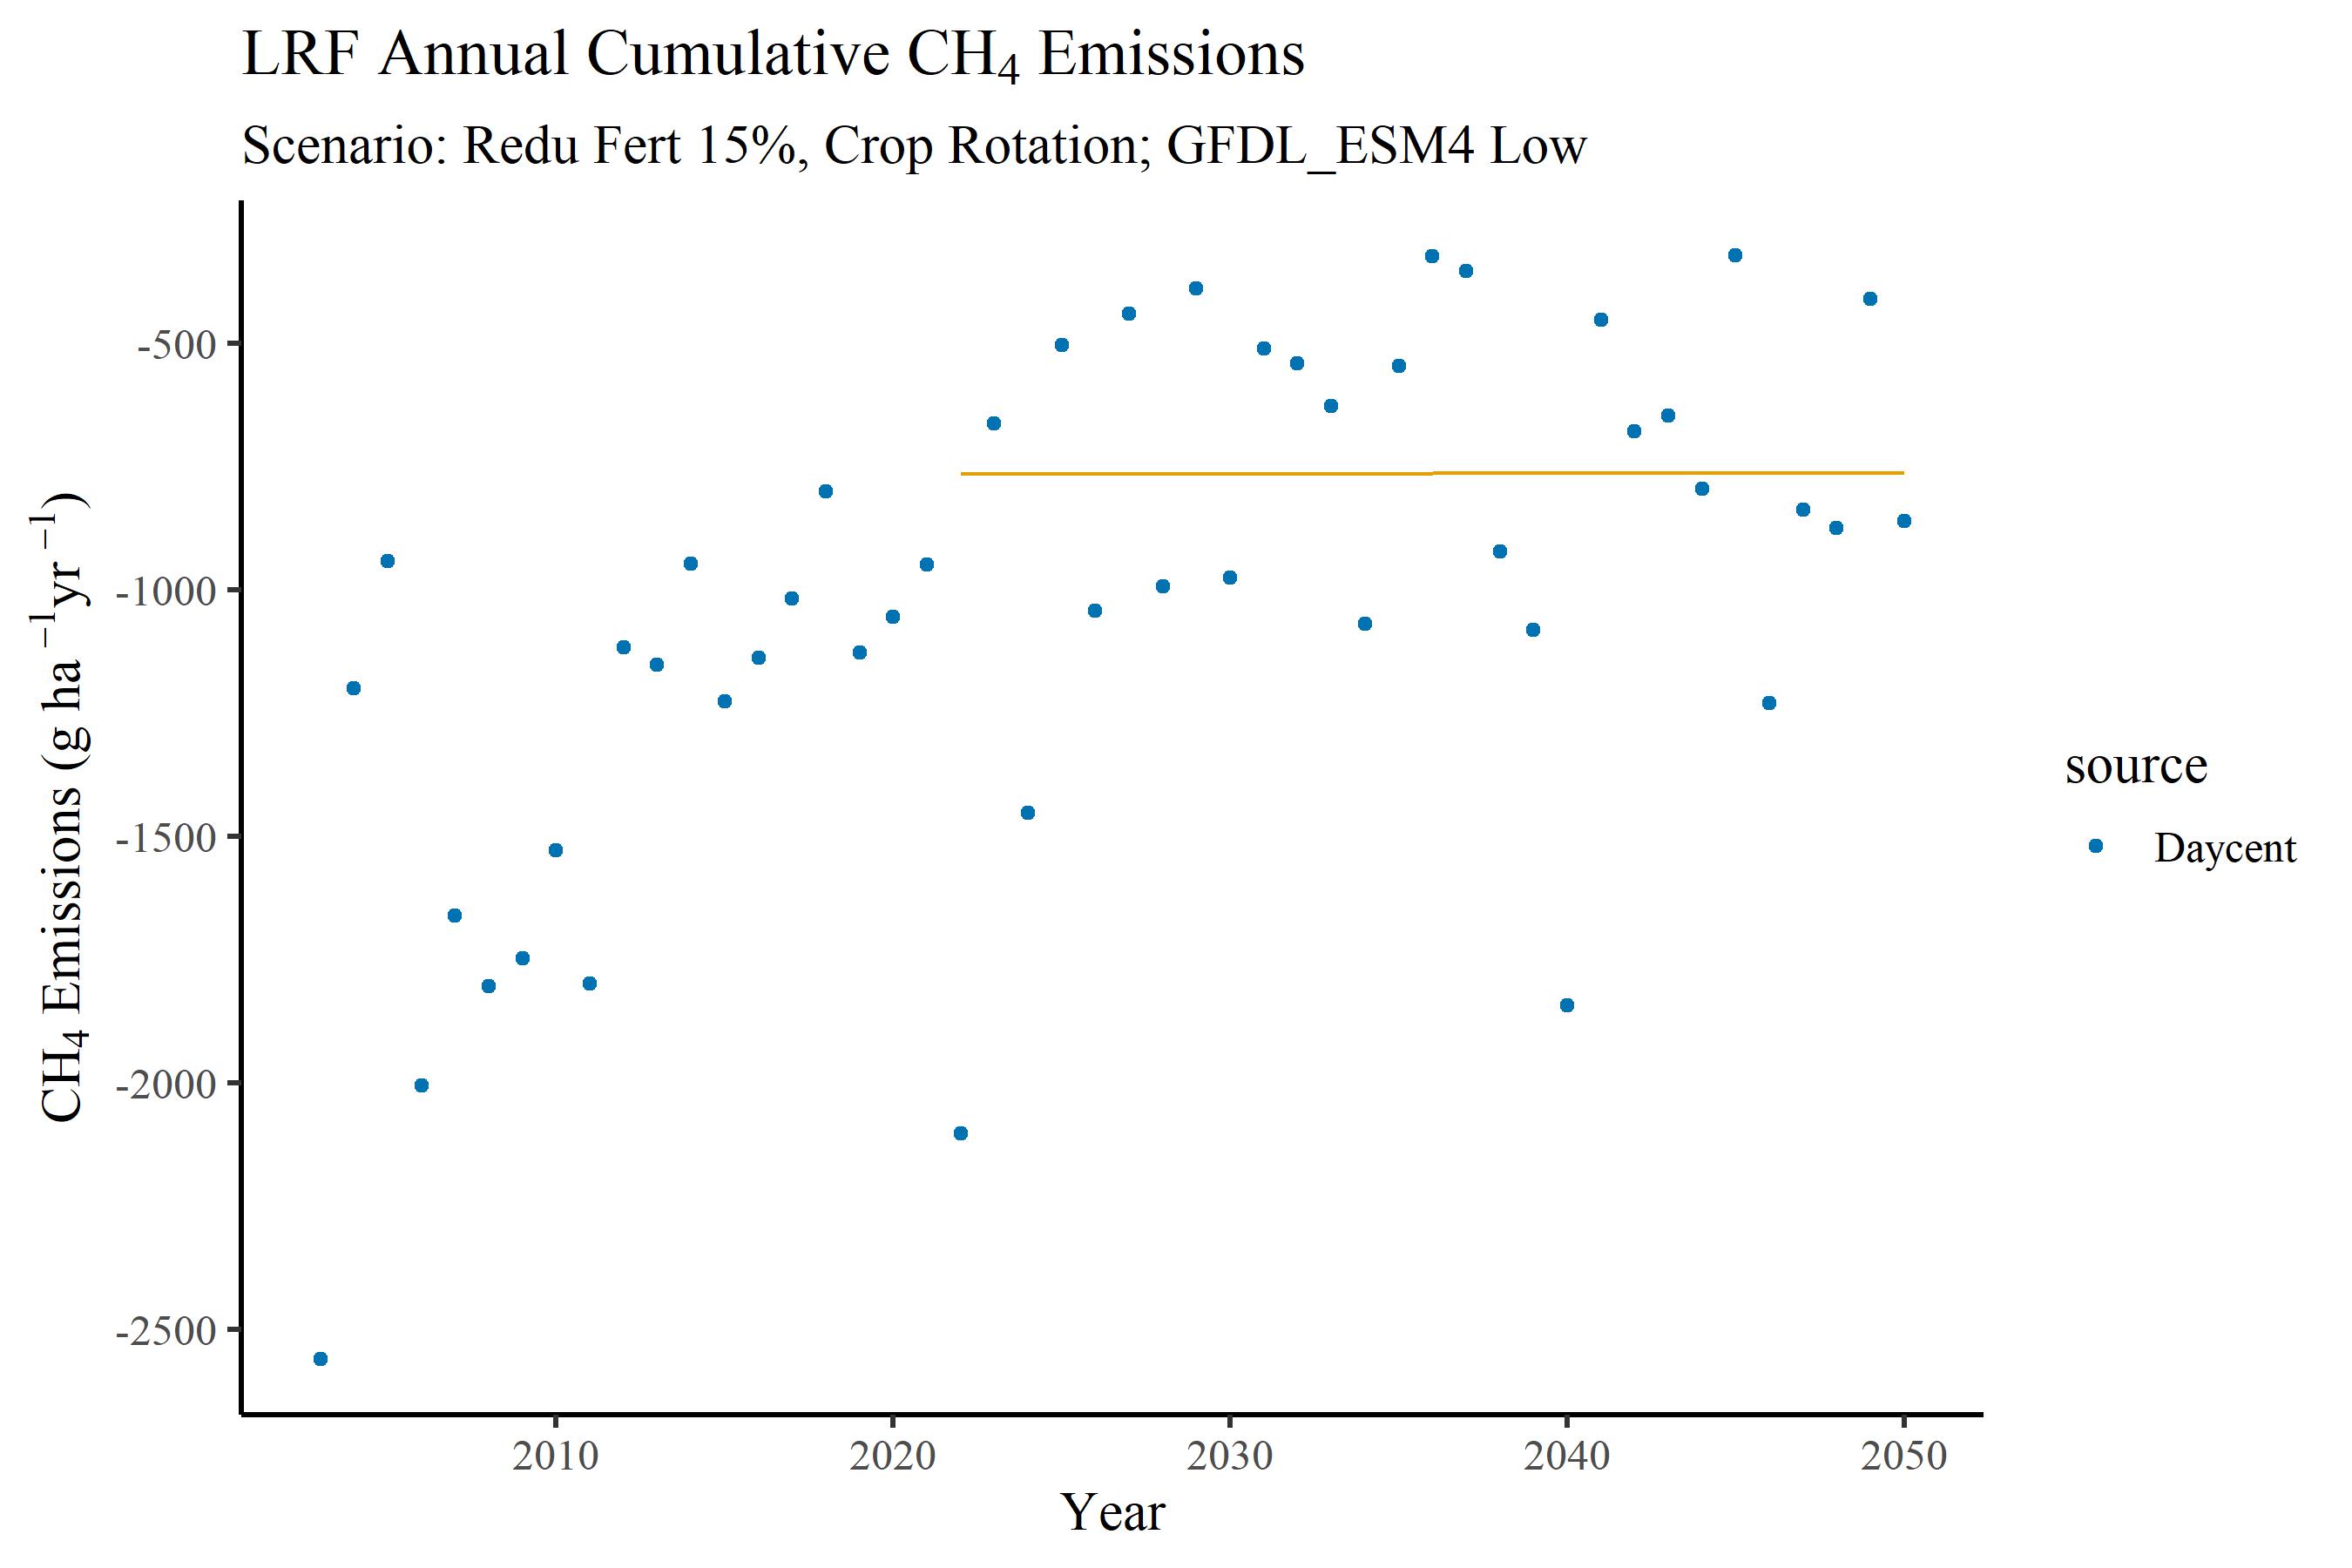 LRF Annual Cumulative CH₄ Emissions
Scenario: Redu Fert 15%, Crop Rotation; GFDL_ESM4 Low
CH₄ Emissions (g ha ⁻¹yr ⁻¹)
-500
-1000
-1500
-2000
-2500
2010 2020 2030 2040 2050
Year
source
Daycent